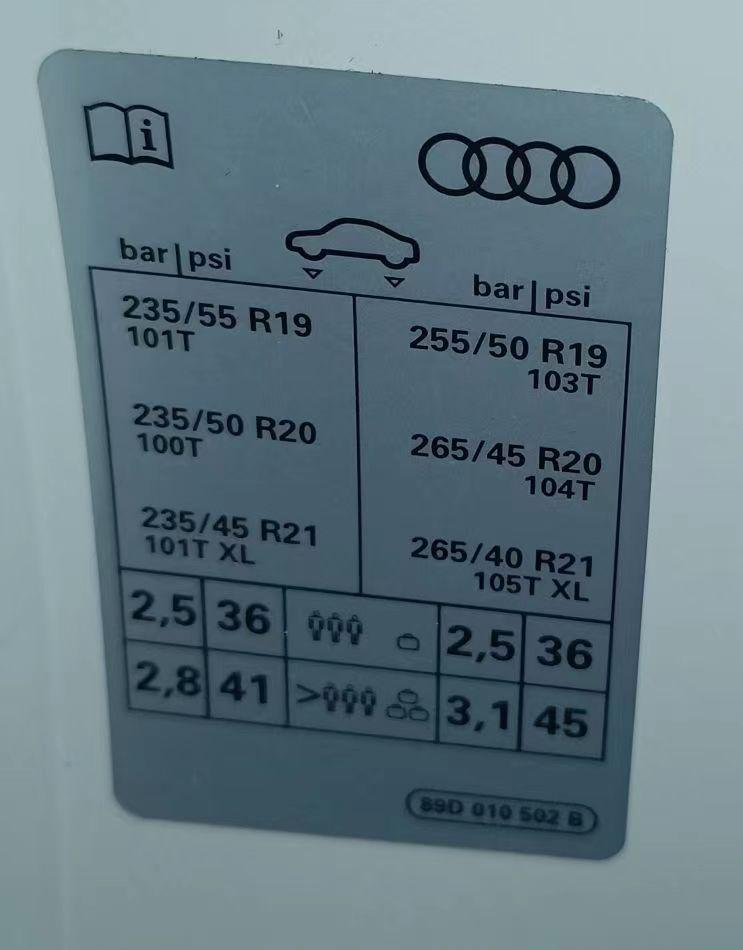 i
bar|psi
bar|psi
235/55 R19
101T
255/50 R19
103T
235/50 R20
100T
265/45 R20
104T
235/45 R21
101T XL
265/40 R21
105T XL
2,5 36 2,5 36
2,8 41 > 3,1 45
89D 010 502 B